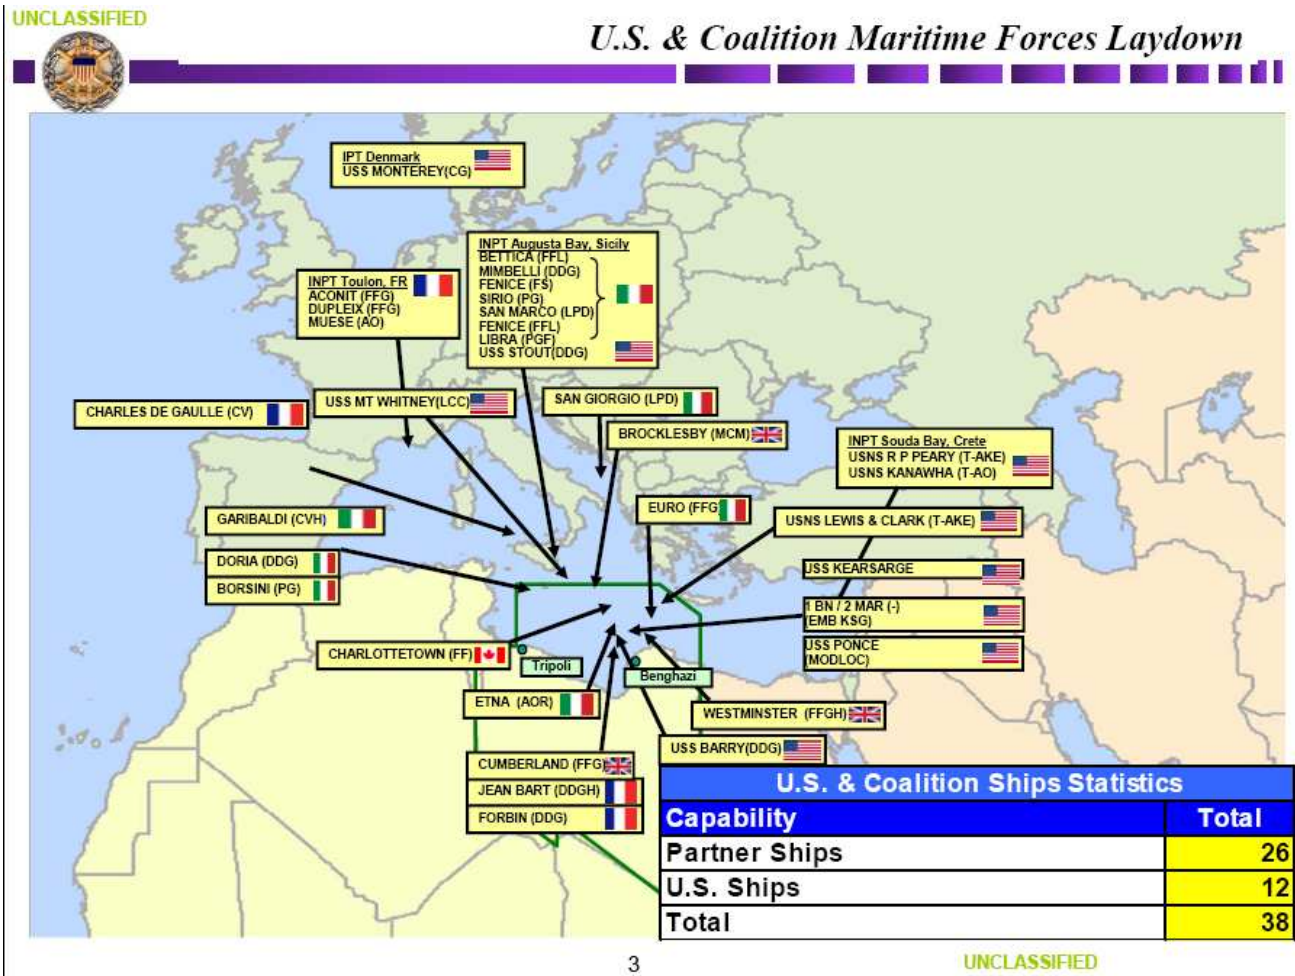 UNCLASSIFIED
U.S. & Coalition Maritime Forces Laydown
IPT Denmark
USS MONTEREY(CG)
INPT Augusta Bay, Sicily
BETTICA (FFL)
MIMBELLI (DDG)
FENICE (FS)
SIRIO (PG)
SAN MARCO (LPD)
FENICE (FFL)
LIBRA (PGF)
USS STOUT(DDG)
INPT Toulon, FR
ACONIT (FFG)
DUPLEIX (FFG)
MUESE (AO)
CHARLES DE GAULLE (CV)
USS MT WHITNEY(LCC)
SAN GIORGIO (LPD)
BROCKLESBY (MCM)
INPT Souda Bay, Crete
USNS R P PEARY (T-AKE)
USNS KANAWHA (T-AO)
GARIBALDI (CVH)
EURO (FFG
USNS LEWIS & CLARK (T-AKE)
DORIA (DDG)
BORSINI (PG)
USS KEARSARGE
1 BN / 2 MAR (-)
(EMB KSG)
USS PONCE
(MODLOC)
CHARLOTTETOWN (FF)
Tripoli
Benghazi
ETNA (AOR)
WESTMINSTER (FFGH)
USS BARRY(DDG)
CUMBERLAND (FFG)
JEAN BART (DDGH)
FORBIN (DDG)
U.S. & Coalition Ships Statistics
Capability Total
Partner Ships 26
U.S. Ships 12
Total 38
3
UNCLASSIFIED